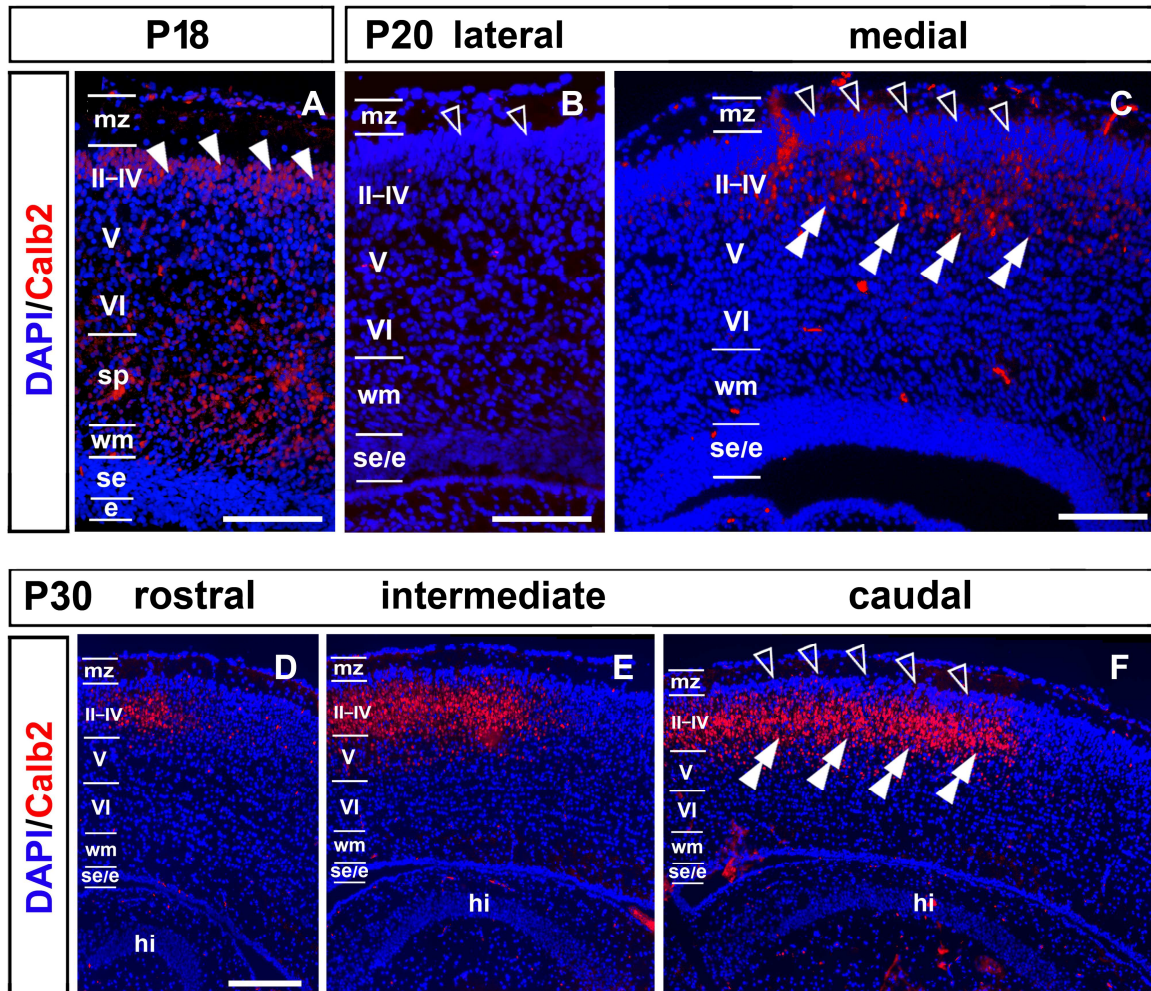 P18
P20 lateral medial
DAPI/Calb2
A
mz
II–IV
V
VI
sp
wm
se
e
B
mz
II–IV
V
VI
wm
se/e
C
mz
II–IV
V
VI
wm
se/e
P30 rostral intermediate caudal
DAPI/Calb2
D
mz
II–IV
V
VI
wm
se/e
hi
E
mz
II–IV
V
VI
wm
se/e
hi
F
mz
II–IV
V
VI
wm
se/e
hi